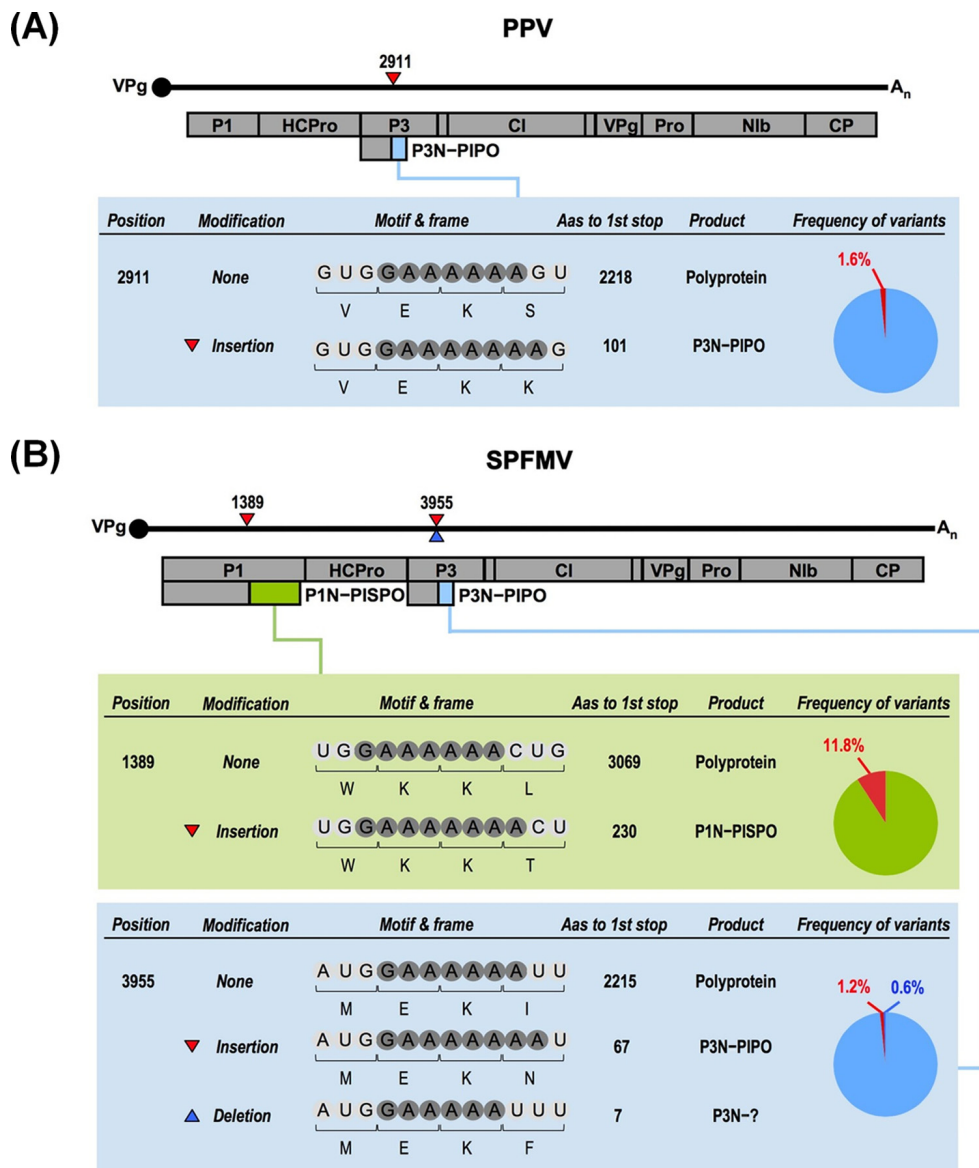 (A)
PPV
2911
VPg An
P1 HCPro P3 CI VPg Pro NIb CP
P3N−PIPO
Position Modification Motif & frame Aas to 1st stop Product Frequency of variants
2911 None G U G G A A A A A A G U 2218 Polyprotein 1.6%
V E K S
Insertion G U G G A A A A A A A G 101 P3N−PIPO
V E K K
(B)
SPFMV
1389 3955
VPg An
P1 HCPro P3 CI VPg Pro NIb CP
P1N−PISPO P3N−PIPO
Position Modification Motif & frame Aas to 1st stop Product Frequency of variants
1389 None U G G A A A A A A C U G 3069 Polyprotein 11.8%
W K K L
Insertion U G G A A A A A A A C U 230 P1N−PISPO
W K K T
Position Modification Motif & frame Aas to 1st stop Product Frequency of variants
3955 None A U G G A A A A A A U U 2215 Polyprotein 1.2% 0.6%
M E K I
Insertion A U G G A A A A A A A U 67 P3N−PIPO
M E K N
Deletion A U G G A A A A A U U U 7 P3N−?
M E K F